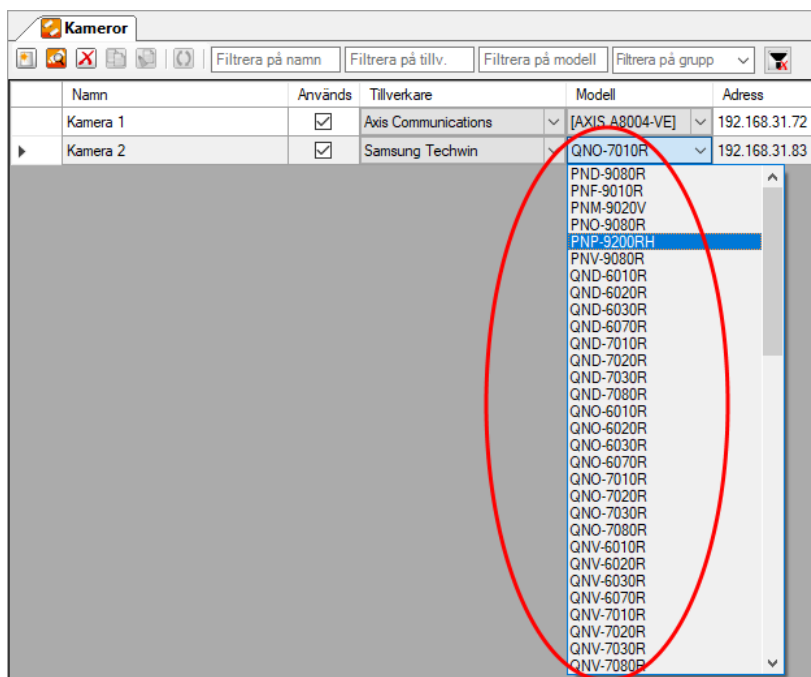 Kameror
Filtrera på namn Filtrera på tillv. Filtrera på modell Filtrera på grupp
Namn Används Tillverkare Modell Adress
Kamera 1 Axis Communications [AXIS A8004-VE] 192.168.31.72
Kamera 2 Samsung Techwin QNO-7010R 192.168.31.83
PND-9080R
PNF-9010R
PNM-9020V
PNO-9080R
PNP-9200RH
PNV-9080R
QND-6010R
QND-6020R
QND-6030R
QND-6070R
QND-7010R
QND-7020R
QND-7030R
QND-7080R
QNO-6010R
QNO-6020R
QNO-6030R
QNO-6070R
QNO-7010R
QNO-7020R
QNO-7030R
QNO-7080R
QNV-6010R
QNV-6020R
QNV-6030R
QNV-6070R
QNV-7010R
QNV-7020R
QNV-7030R
QNV-7080R